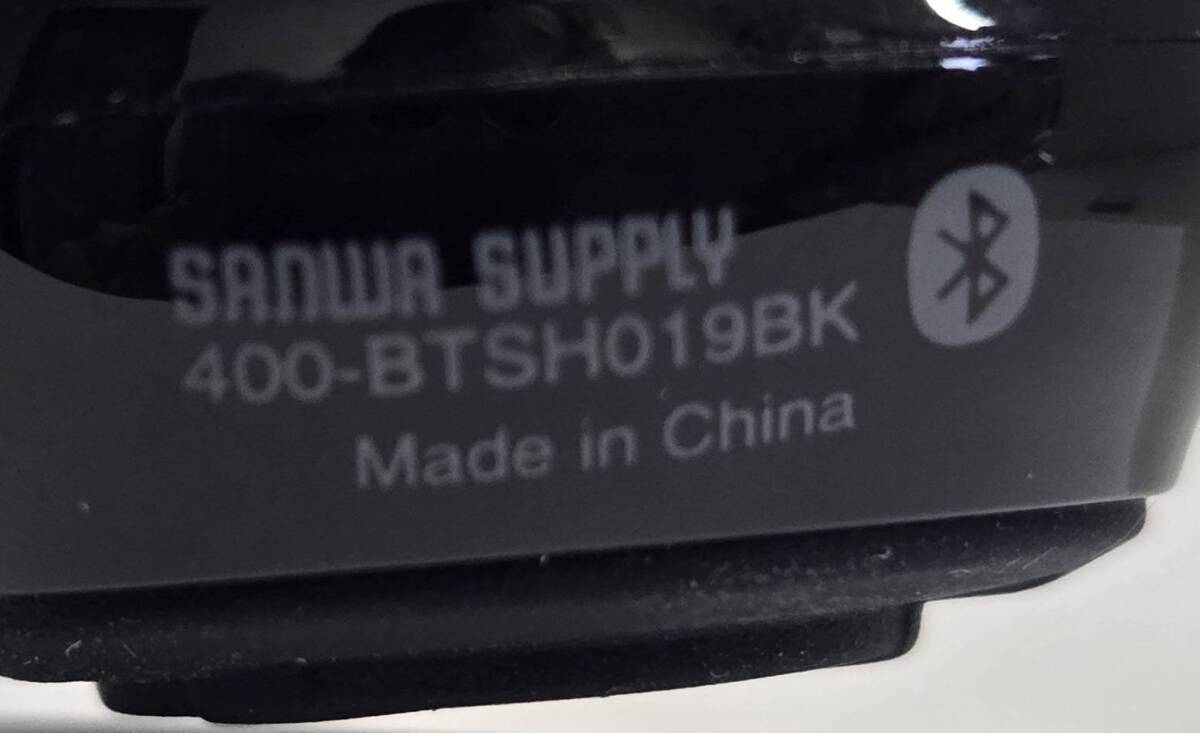 SANWA SUPPLY
400-BTSH019BK
Made in China